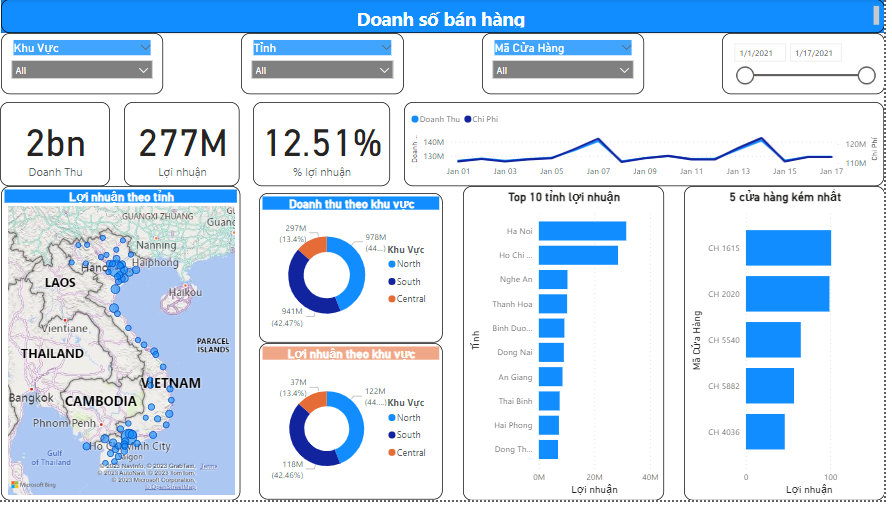 Doanh số bán hàng
Khu Vực
All
Tỉnh
All
Mã Cửa Hàng
All
1/1/2021
1/17/2021
2bn
Doanh Thu
277M
Lợi nhuận
12.51%
% lợi nhuận
Doanh Thu
Chi Phí
Doanh ...
140M
130M
120M
110M
Chi Phí
Jan 01
Jan 03
Jan 05
Jan 07
Jan 09
Jan 11
Jan 13
Jan 15
Jan 17
Lợi nhuận theo tỉnh
GUANGXI ZHUANG
Guang
Nanning
Hano
Haiphong
LAOS
Haikou
Vientiane
PARACEL
ISLANDS
THAILAND
VIETNAM
Bangkok
CAMBODIA
Phnom Penh
Ho Chi Minh City
Saigon
Gulf
of Thailand
© 2023 NavInfo, © 2023 Grab Taxi,
© 2023 AutoNavi, © 2023 TomTom,
© 2023 Microsoft Corporation,
© OpenStreetMap
Terms
Microsoft Bing
Doanh thu theo khu vực
297M
(13.4%)
978M
(44...)
941M
(42.47%)
Khu Vực
North
South
Central
Lợi nhuận theo khu vực
37M
(13.4%)
122M
(44....)
118M
(42.46%)
Khu Vực
North
South
Central
Top 10 tỉnh lợi nhuận
Tỉnh
Ha Noi
Ho Chi ...
Nghe An
Thanh Hoa
Binh Duo...
Dong Nai
An Giang
Thai Binh
Hai Phong
Dong Th...
0M
20M
40M
Lợi nhuận
5 cửa hàng kém nhất
Mã Cửa Hàng
CH 1615
CH 2020
CH 5540
CH 5882
CH 4036
0
100
Lợi nhuận